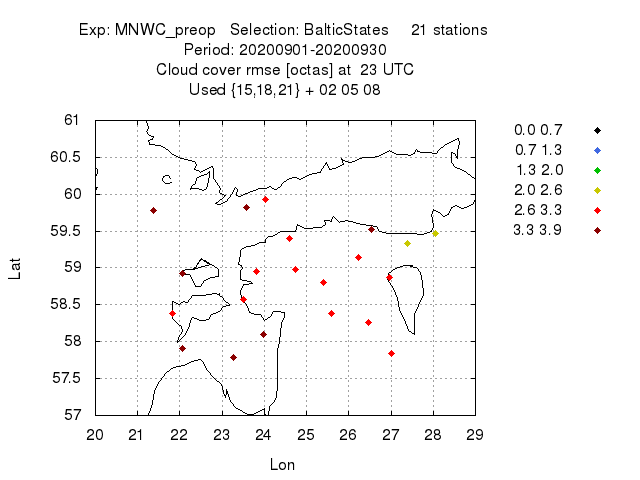 Exp: MNWC_preop   Selection: BalticStates     21 stations
Period: 20200901-20200930
Cloud cover rmse [octas] at  23 UTC
Used {15,18,21} + 02 05 08
61
60.5
60
59.5
59
58.5
58
57.5
57
Lat
20 21 22 23 24 25 26 27 28 29
Lon
0.0 0.7
0.7 1.3
1.3 2.0
2.0 2.6
2.6 3.3
3.3 3.9